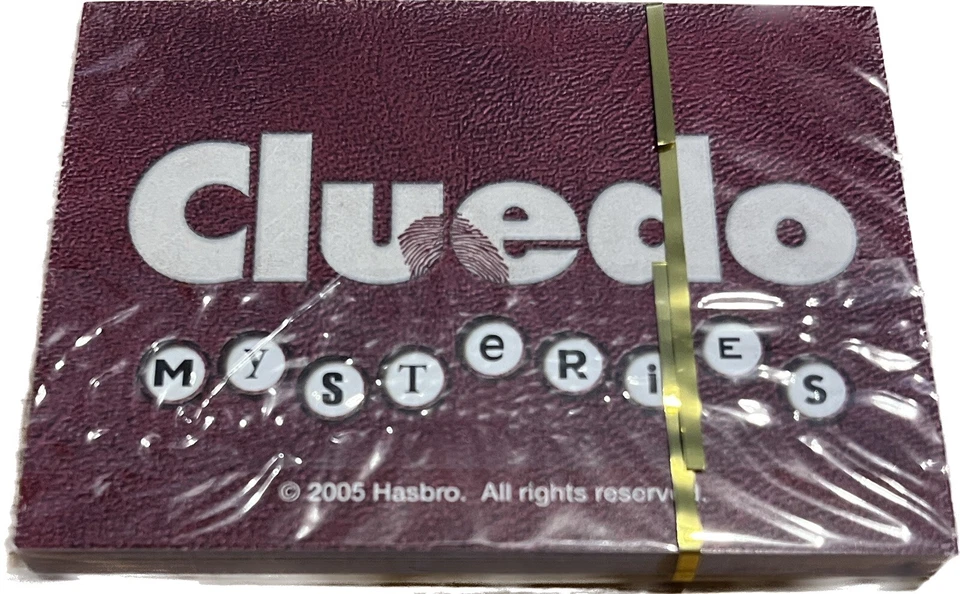 Cluedo
MySTeRiES
© 2005 Hasbro. All rights reserved.